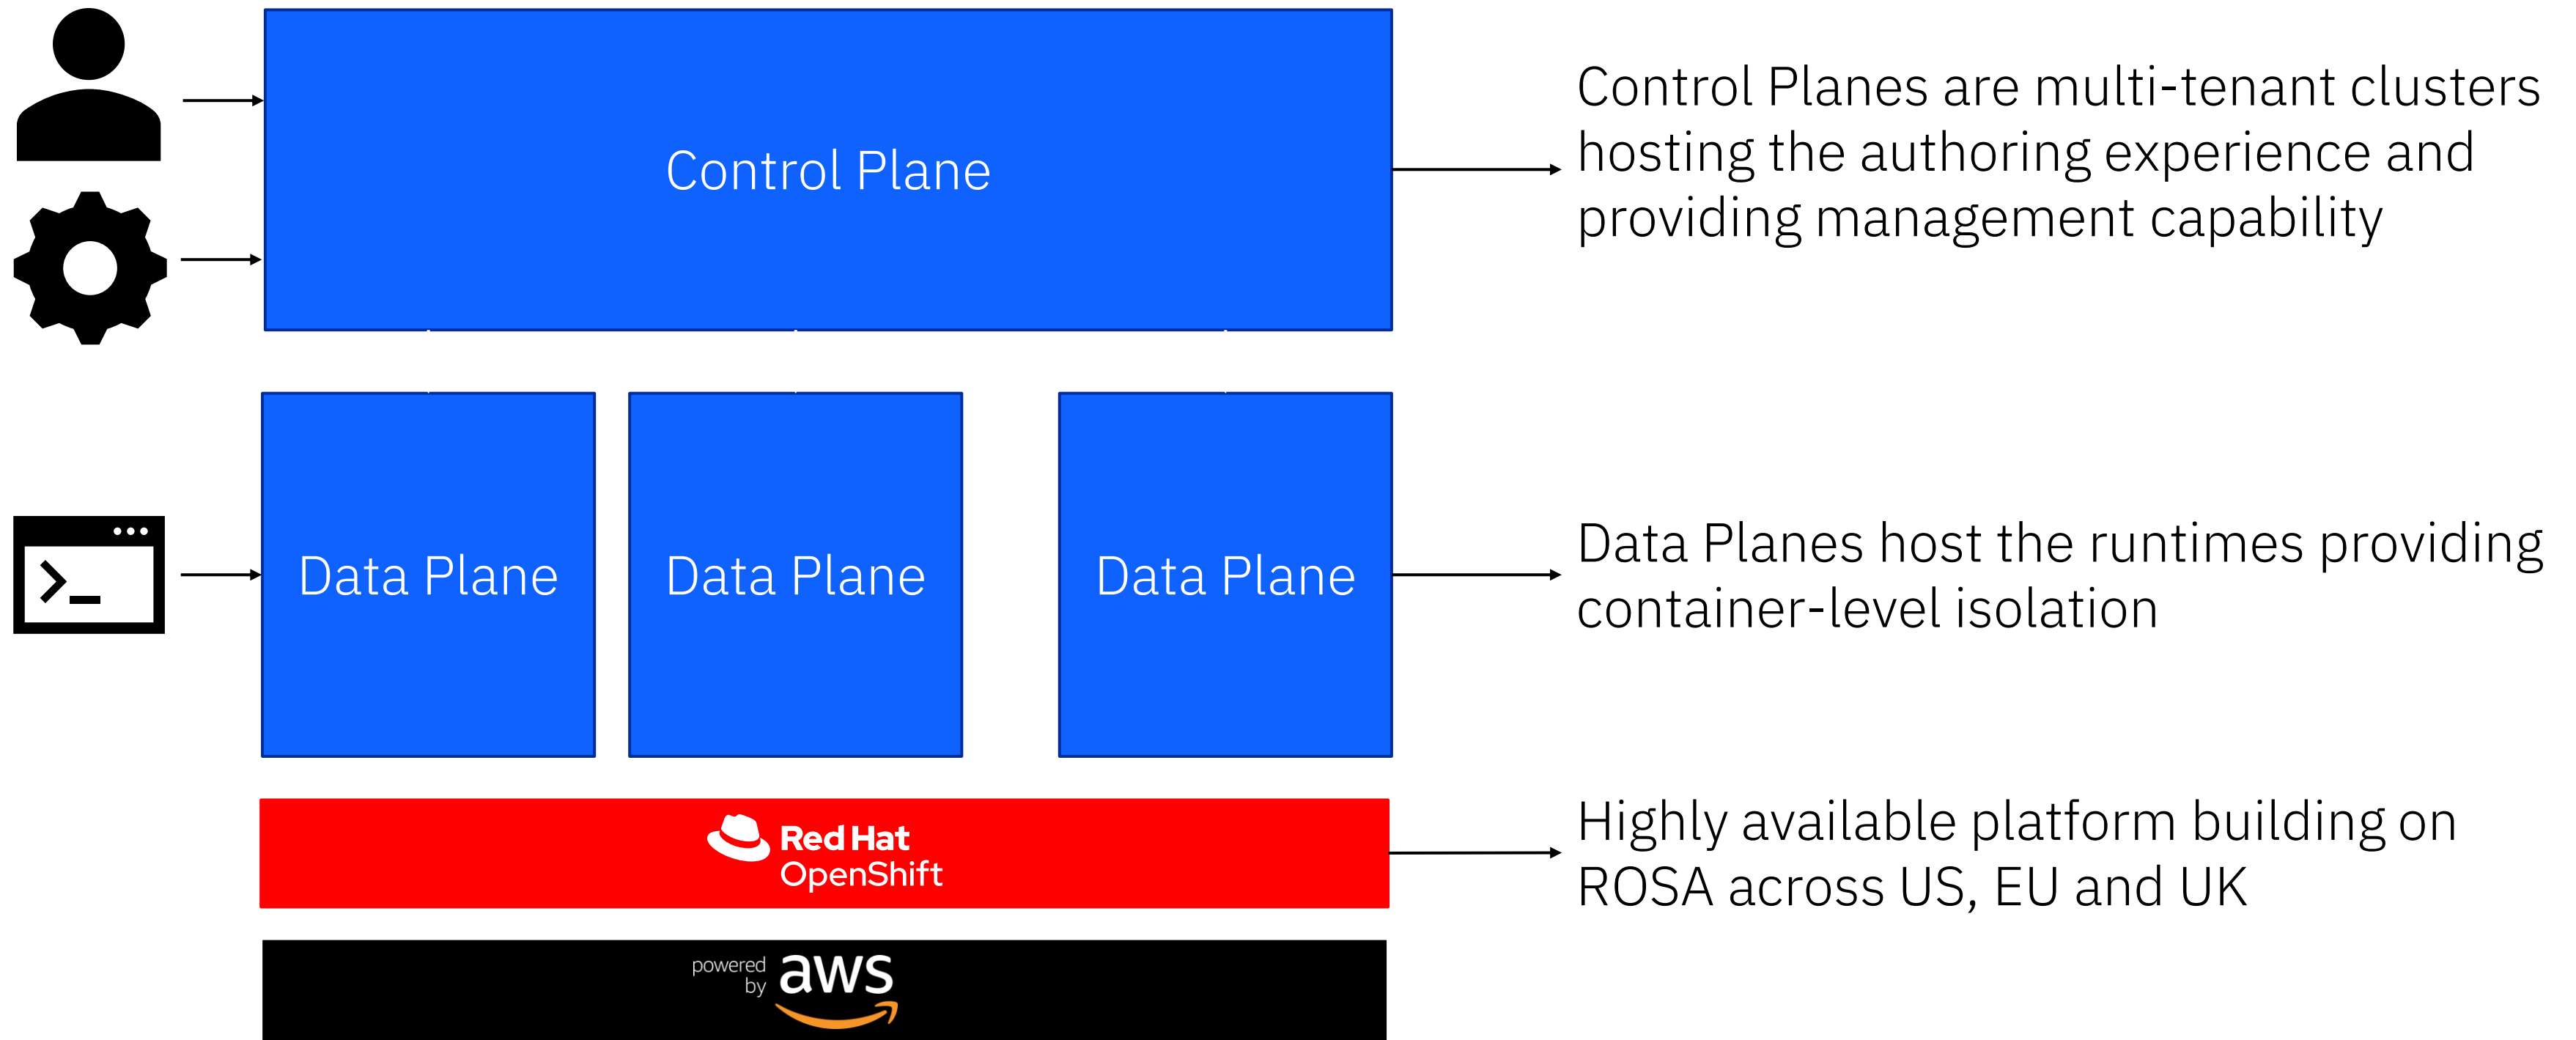 Control Plane
Control Planes are multi-tenant clusters
hosting the authoring experience and
providing management capability
>_
Data Plane
Data Plane
Data Plane
Data Planes host the runtimes providing
container-level isolation
Red Hat
OpenShift
Highly available platform building on
ROSA across US, EU and UK
powered
by
aws